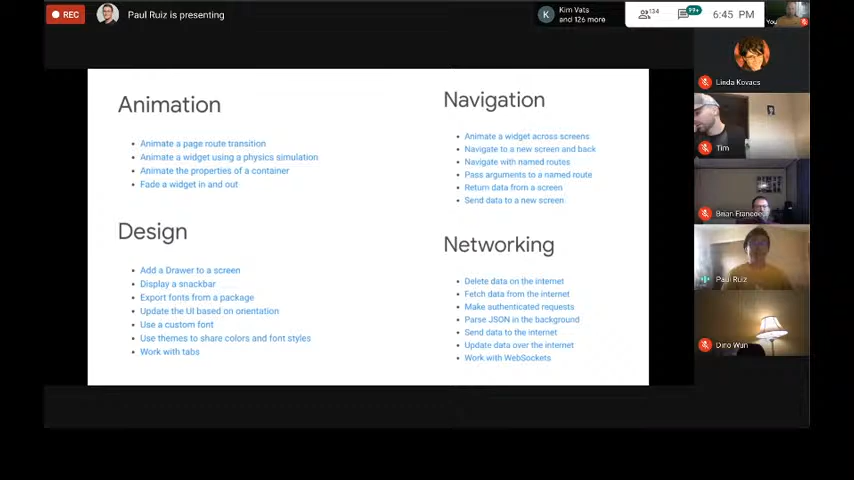 REC
Paul Ruiz is presenting
K
Kim Vats
and 126 more
134
99+
6:45 PM
You
Animation
Animate a page route transition
Animate a widget using a physics simulation
Animate the properties of a container
Fade a widget in and out
Design
Add a Drawer to a screen
Display a snackbar
Export fonts from a package
Update the UI based on orientation
Use a custom font
Use themes to share colors and font styles
Work with tabs
Navigation
Animate a widget across screens
Navigate to a new screen and back
Navigate with named routes
Pass arguments to a named route
Return data from a screen
Send data to a new screen
Networking
Delete data on the internet
Fetch data from the internet
Make authenticated requests
Parse JSON in the background
Send data to the internet
Update data over the internet
Work with WebSockets
Linda Kovacs
Tim
Brian
Paul Ruiz
Dino Wun